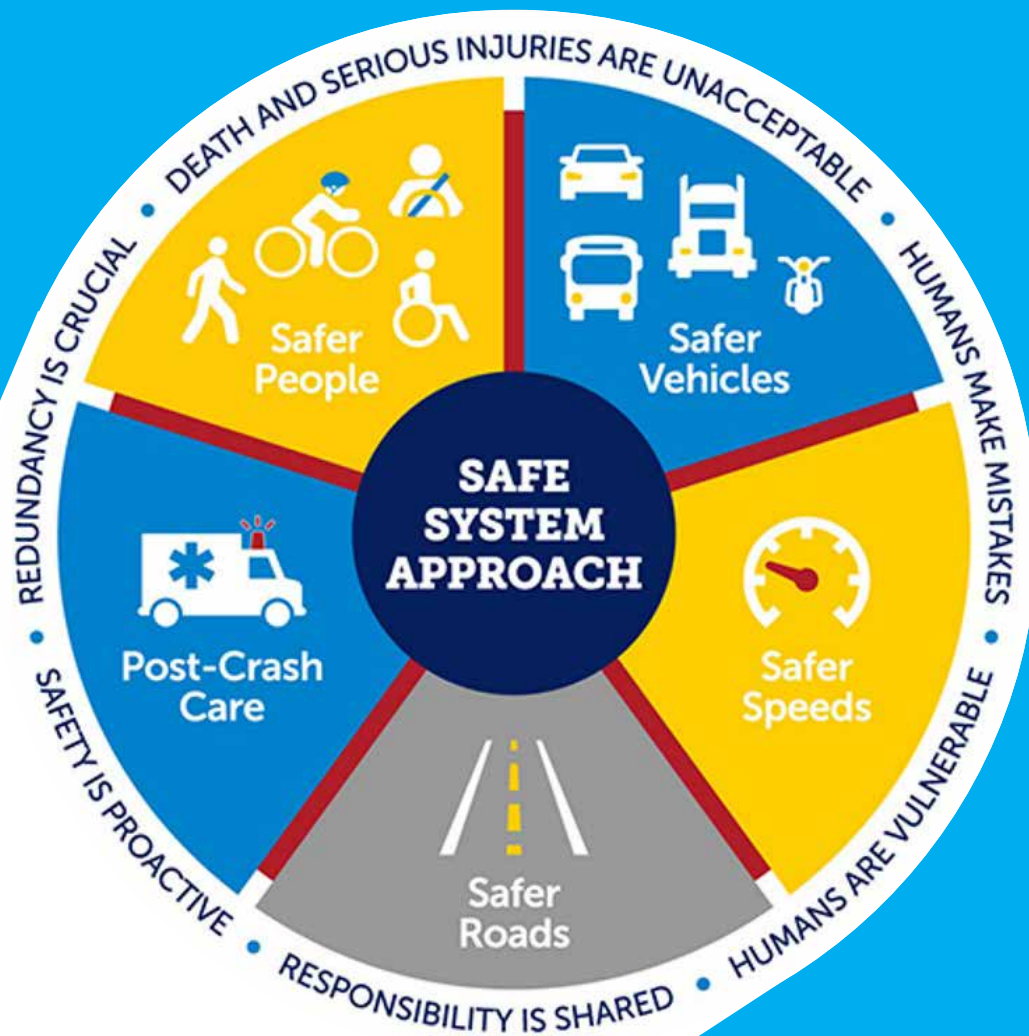 DEATH AND SERIOUS INJURIES ARE UNACCEPTABLE
HUMANS MAKE MISTAKES
HUMANS ARE VULNERABLE
RESPONSIBILITY IS SHARED
SAFETY IS PROACTIVE
REDUNDANCY IS CRUCIAL
Safer
People
Safer
Vehicles
SAFE
SYSTEM
APPROACH
Post-Crash
Care
Safer
Speeds
Safer
Roads